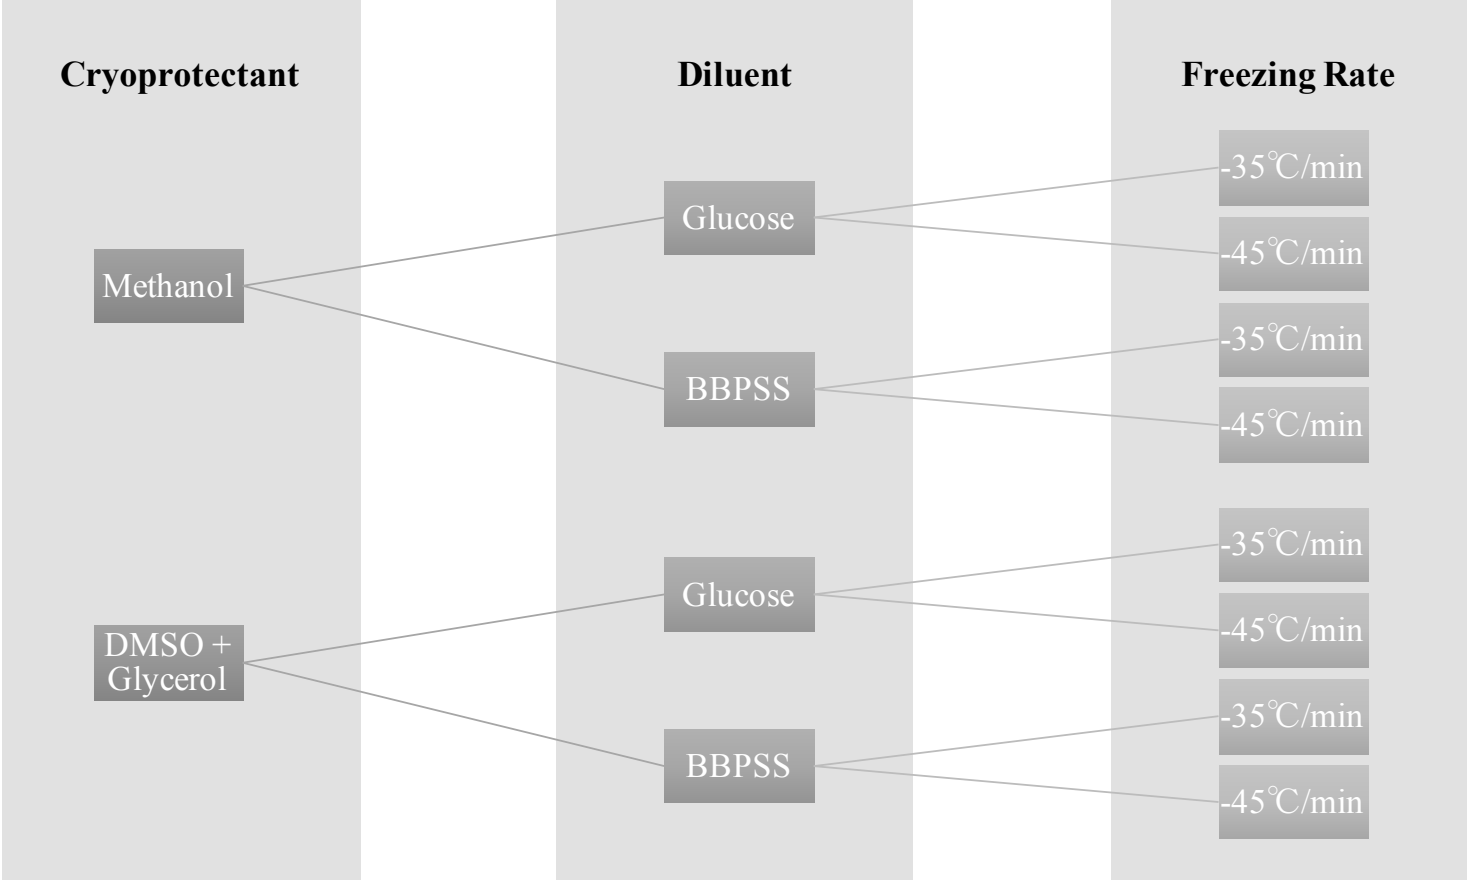 Cryoprotectant
Diluent
Freezing Rate
Methanol
Glucose
-35℃/min
-45℃/min
BBPSS
-35℃/min
-45℃/min
DMSO +
Glycerol
Glucose
-35℃/min
-45℃/min
BBPSS
-35℃/min
-45℃/min